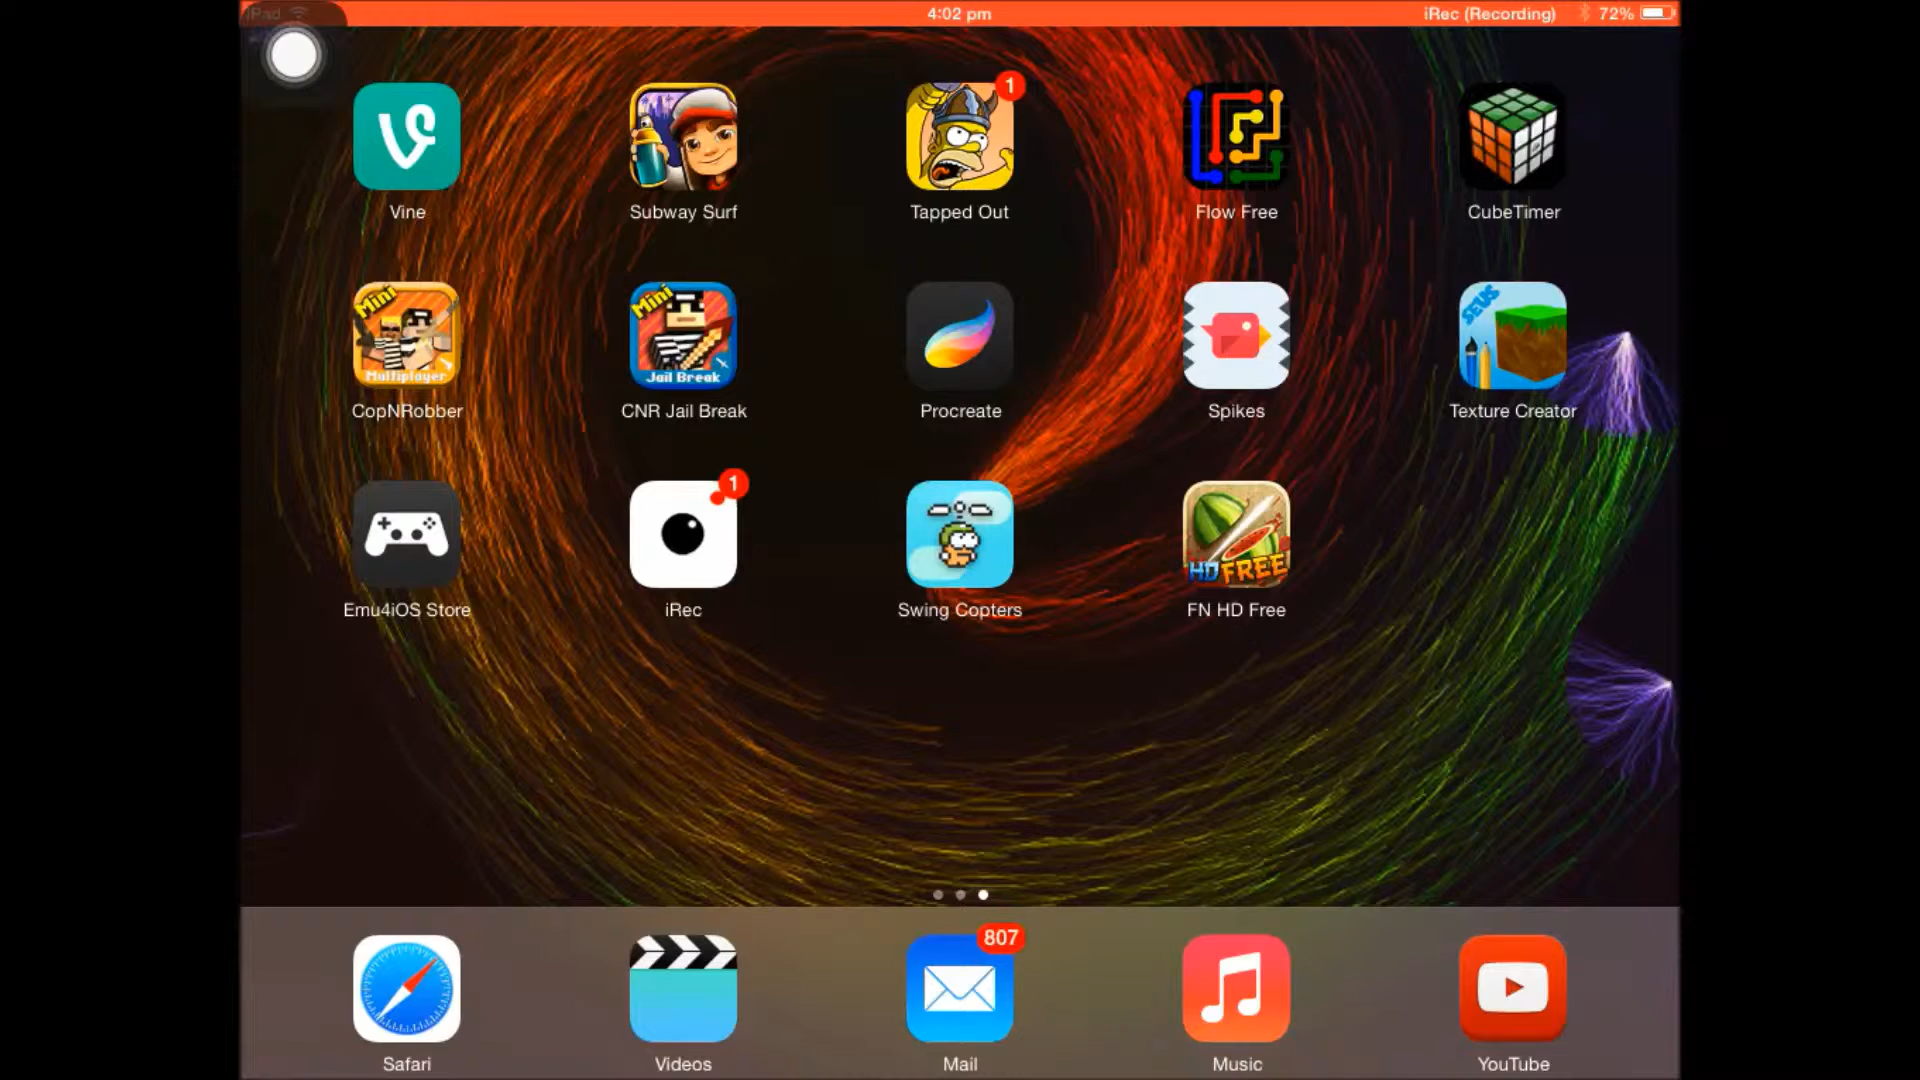 iPad 4:02 pm iRec (Recording) 72%
1
Vine Subway Surf Tapped Out Flow Free CubeTimer
Mini Mini SEUS
Multiplayer Jail Break
CopNRobber CNR Jail Break Procreate Spikes Texture Creator
1
HD FREE
Emu4iOS Store iRec Swing Copters FN HD Free
807
Safari Videos Mail Music YouTube